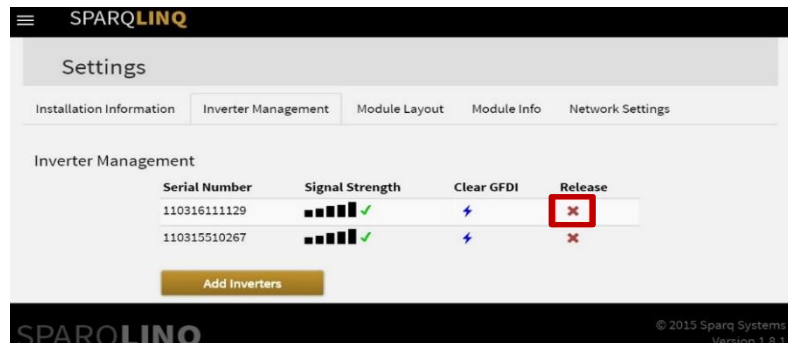 SPARQLINQ
Settings
Installation Information Inverter Management Module Layout Module Info Network Settings
Inverter Management
Serial Number Signal Strength Clear GFDI Release
110316111129
110315510267
Add Inverters
SPARQLINQ
© 2015 Sparq Systems
Version 1.8.1